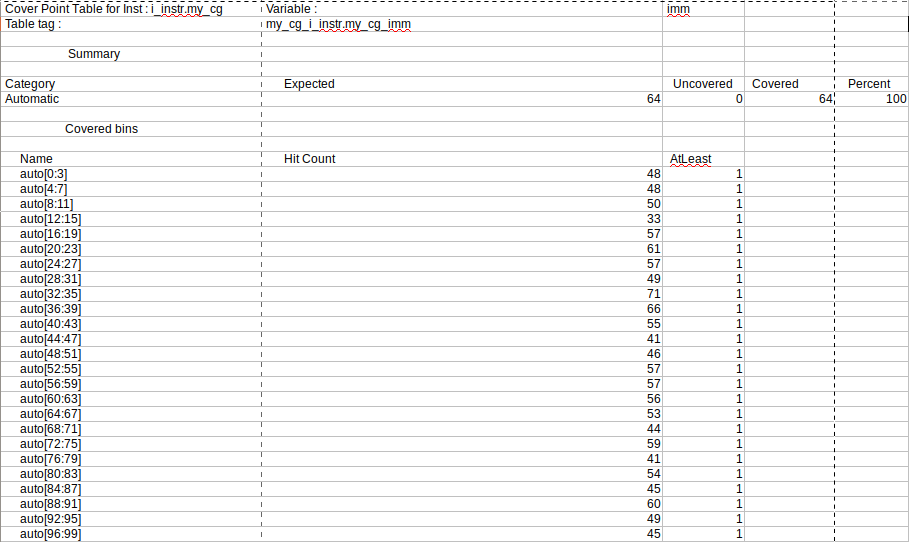 Cover Point Table for Inst : i_instr.my_cg Variable : imm
Table tag : my_cg_i_instr.my_cg_imm
Summary
Category Expected Uncovered Covered Percent
Automatic 64 0 64 100
Covered bins
Name Hit Count AtLeast
auto[0:3] 48 1
auto[4:7] 48 1
auto[8:11] 50 1
auto[12:15] 33 1
auto[16:19] 57 1
auto[20:23] 61 1
auto[24:27] 57 1
auto[28:31] 49 1
auto[32:35] 71 1
auto[36:39] 66 1
auto[40:43] 55 1
auto[44:47] 41 1
auto[48:51] 46 1
auto[52:55] 57 1
auto[56:59] 57 1
auto[60:63] 56 1
auto[64:67] 53 1
auto[68:71] 44 1
auto[72:75] 59 1
auto[76:79] 41 1
auto[80:83] 54 1
auto[84:87] 45 1
auto[88:91] 60 1
auto[92:95] 49 1
auto[96:99] 45 1